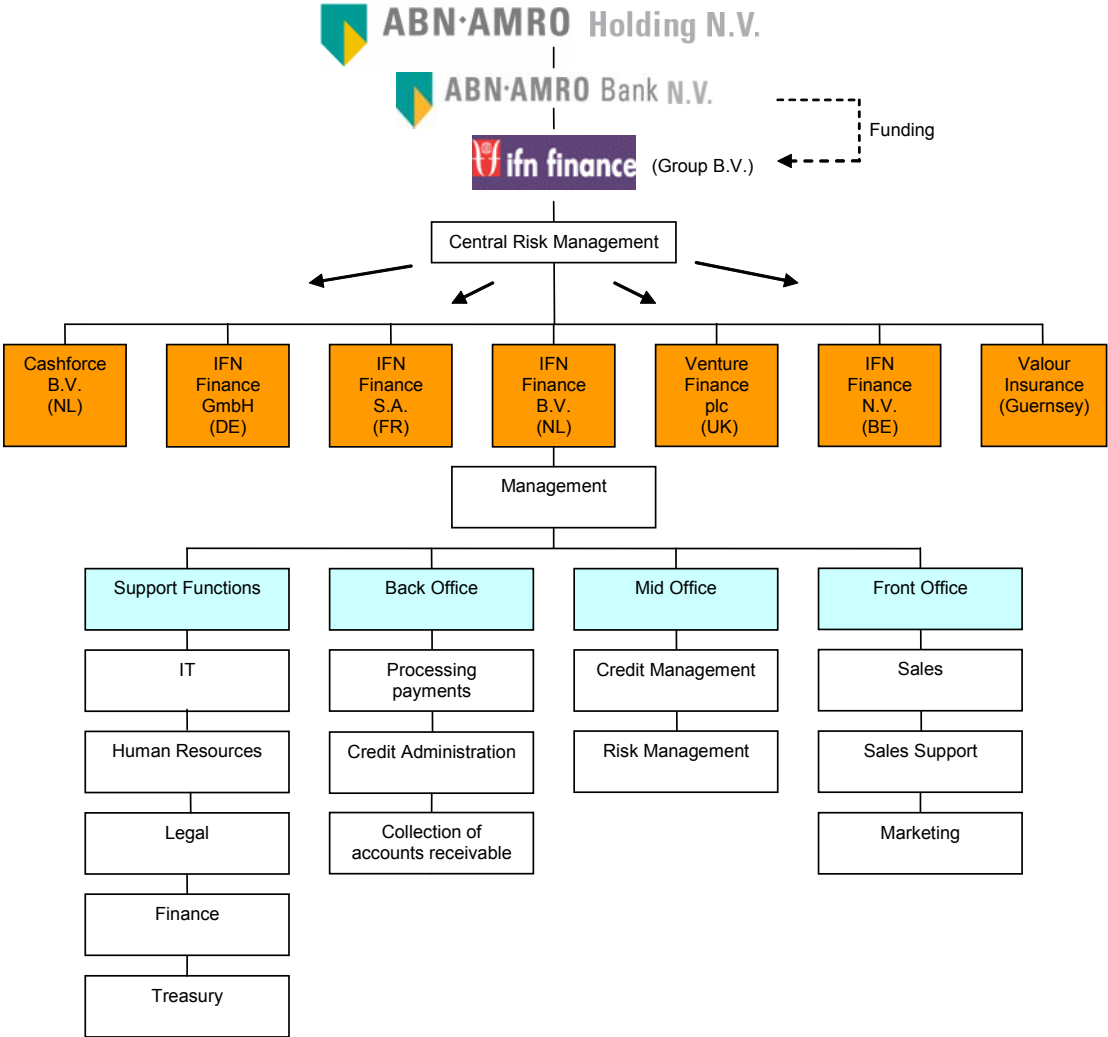 ABN·AMRO Holding N.V.
ABN·AMRO Bank N.V.
Funding
ifn finance (Group B.V.)
Central Risk Management
Cashforce
B.V.
(NL)
IFN
Finance
GmbH
(DE)
IFN
Finance
S.A.
(FR)
IFN
Finance
B.V.
(NL)
Venture
Finance
plc
(UK)
IFN
Finance
N.V.
(BE)
Valour
Insurance
(Guernsey)
Management
Support Functions
Back Office
Mid Office
Front Office
IT
Processing
payments
Credit Management
Sales
Human Resources
Credit Administration
Risk Management
Sales Support
Legal
Collection of
accounts receivable
Marketing
Finance
Treasury